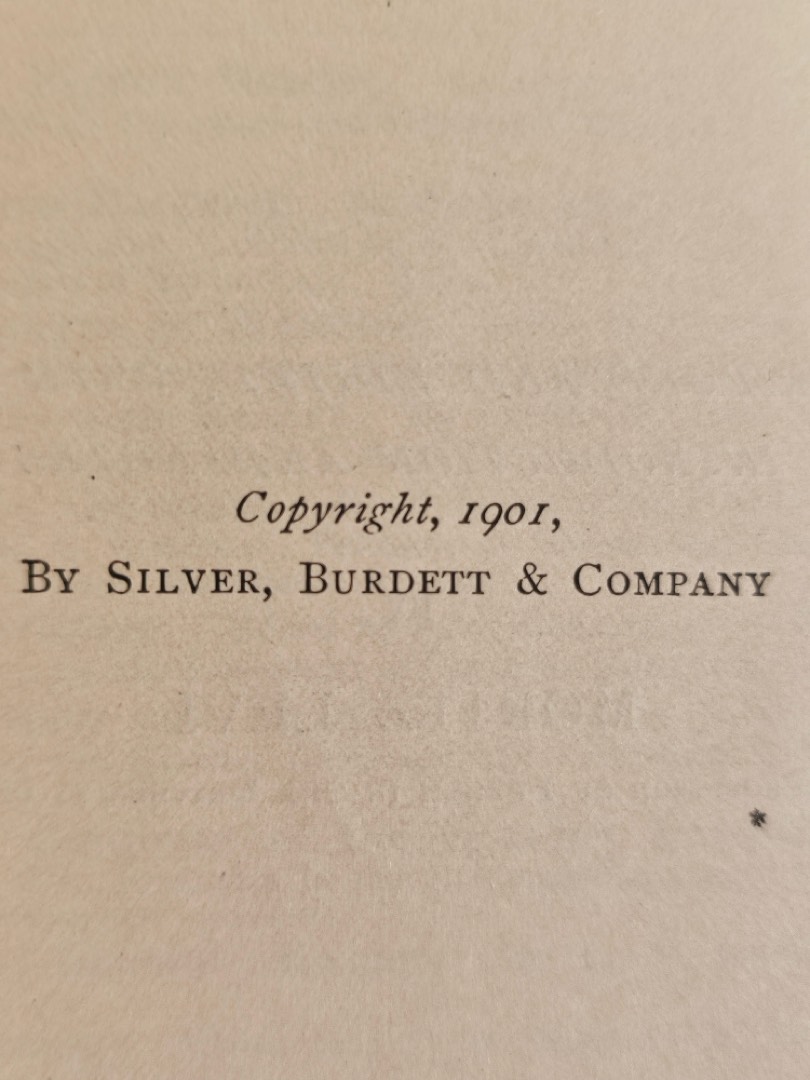 Copyright, 1901,
By Silver, Burdett & Company
*